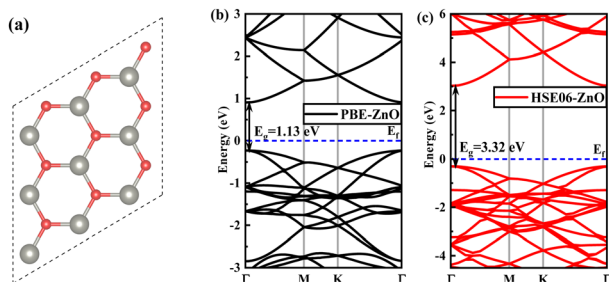 (a)
(b)
3
2
1
0
-1
-2
-3
Energy (eV)
PBE-ZnO
E_g=1.13 eV
E_f
Γ
M
K
Γ
(c)
6
4
2
0
-2
-4
Energy (eV)
HSE06-ZnO
E_g=3.32 eV
E_f
Γ
M
K
Γ